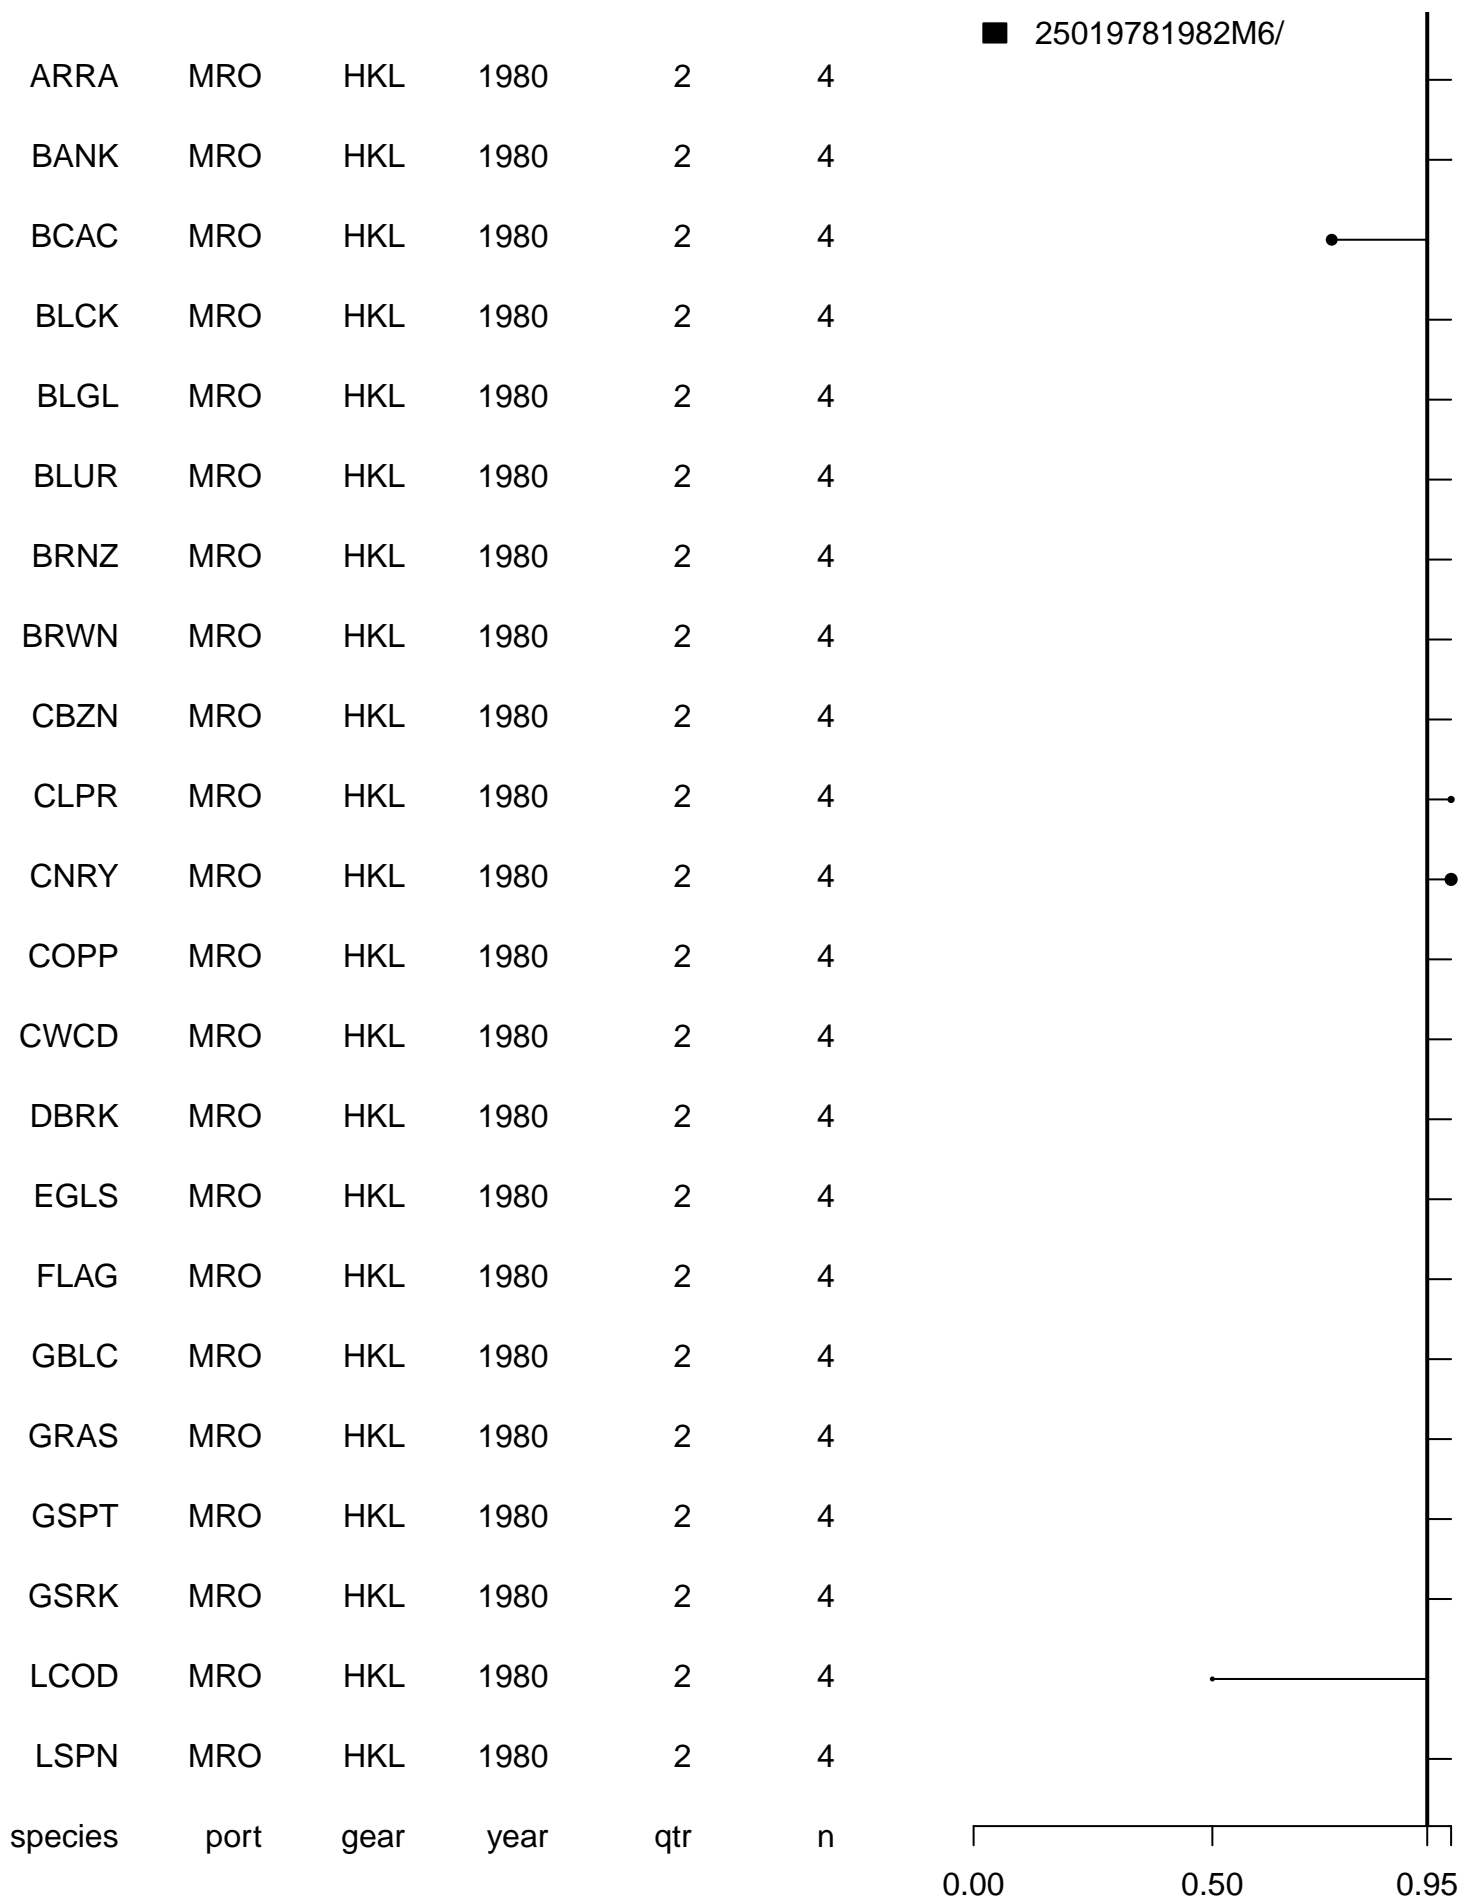 25019781982M6/
ARRA MRO HKL 1980 2 4
BANK MRO HKL 1980 2 4
BCAC MRO HKL 1980 2 4
BLCK MRO HKL 1980 2 4
BLGL MRO HKL 1980 2 4
BLUR MRO HKL 1980 2 4
BRNZ MRO HKL 1980 2 4
BRWN MRO HKL 1980 2 4
CBZN MRO HKL 1980 2 4
CLPR MRO HKL 1980 2 4
CNRY MRO HKL 1980 2 4
COPP MRO HKL 1980 2 4
CWCD MRO HKL 1980 2 4
DBRK MRO HKL 1980 2 4
EGLS MRO HKL 1980 2 4
FLAG MRO HKL 1980 2 4
GBLC MRO HKL 1980 2 4
GRAS MRO HKL 1980 2 4
GSPT MRO HKL 1980 2 4
GSRK MRO HKL 1980 2 4
LCOD MRO HKL 1980 2 4
LSPN MRO HKL 1980 2 4
species port gear year qtr n
0.00 0.50 0.95